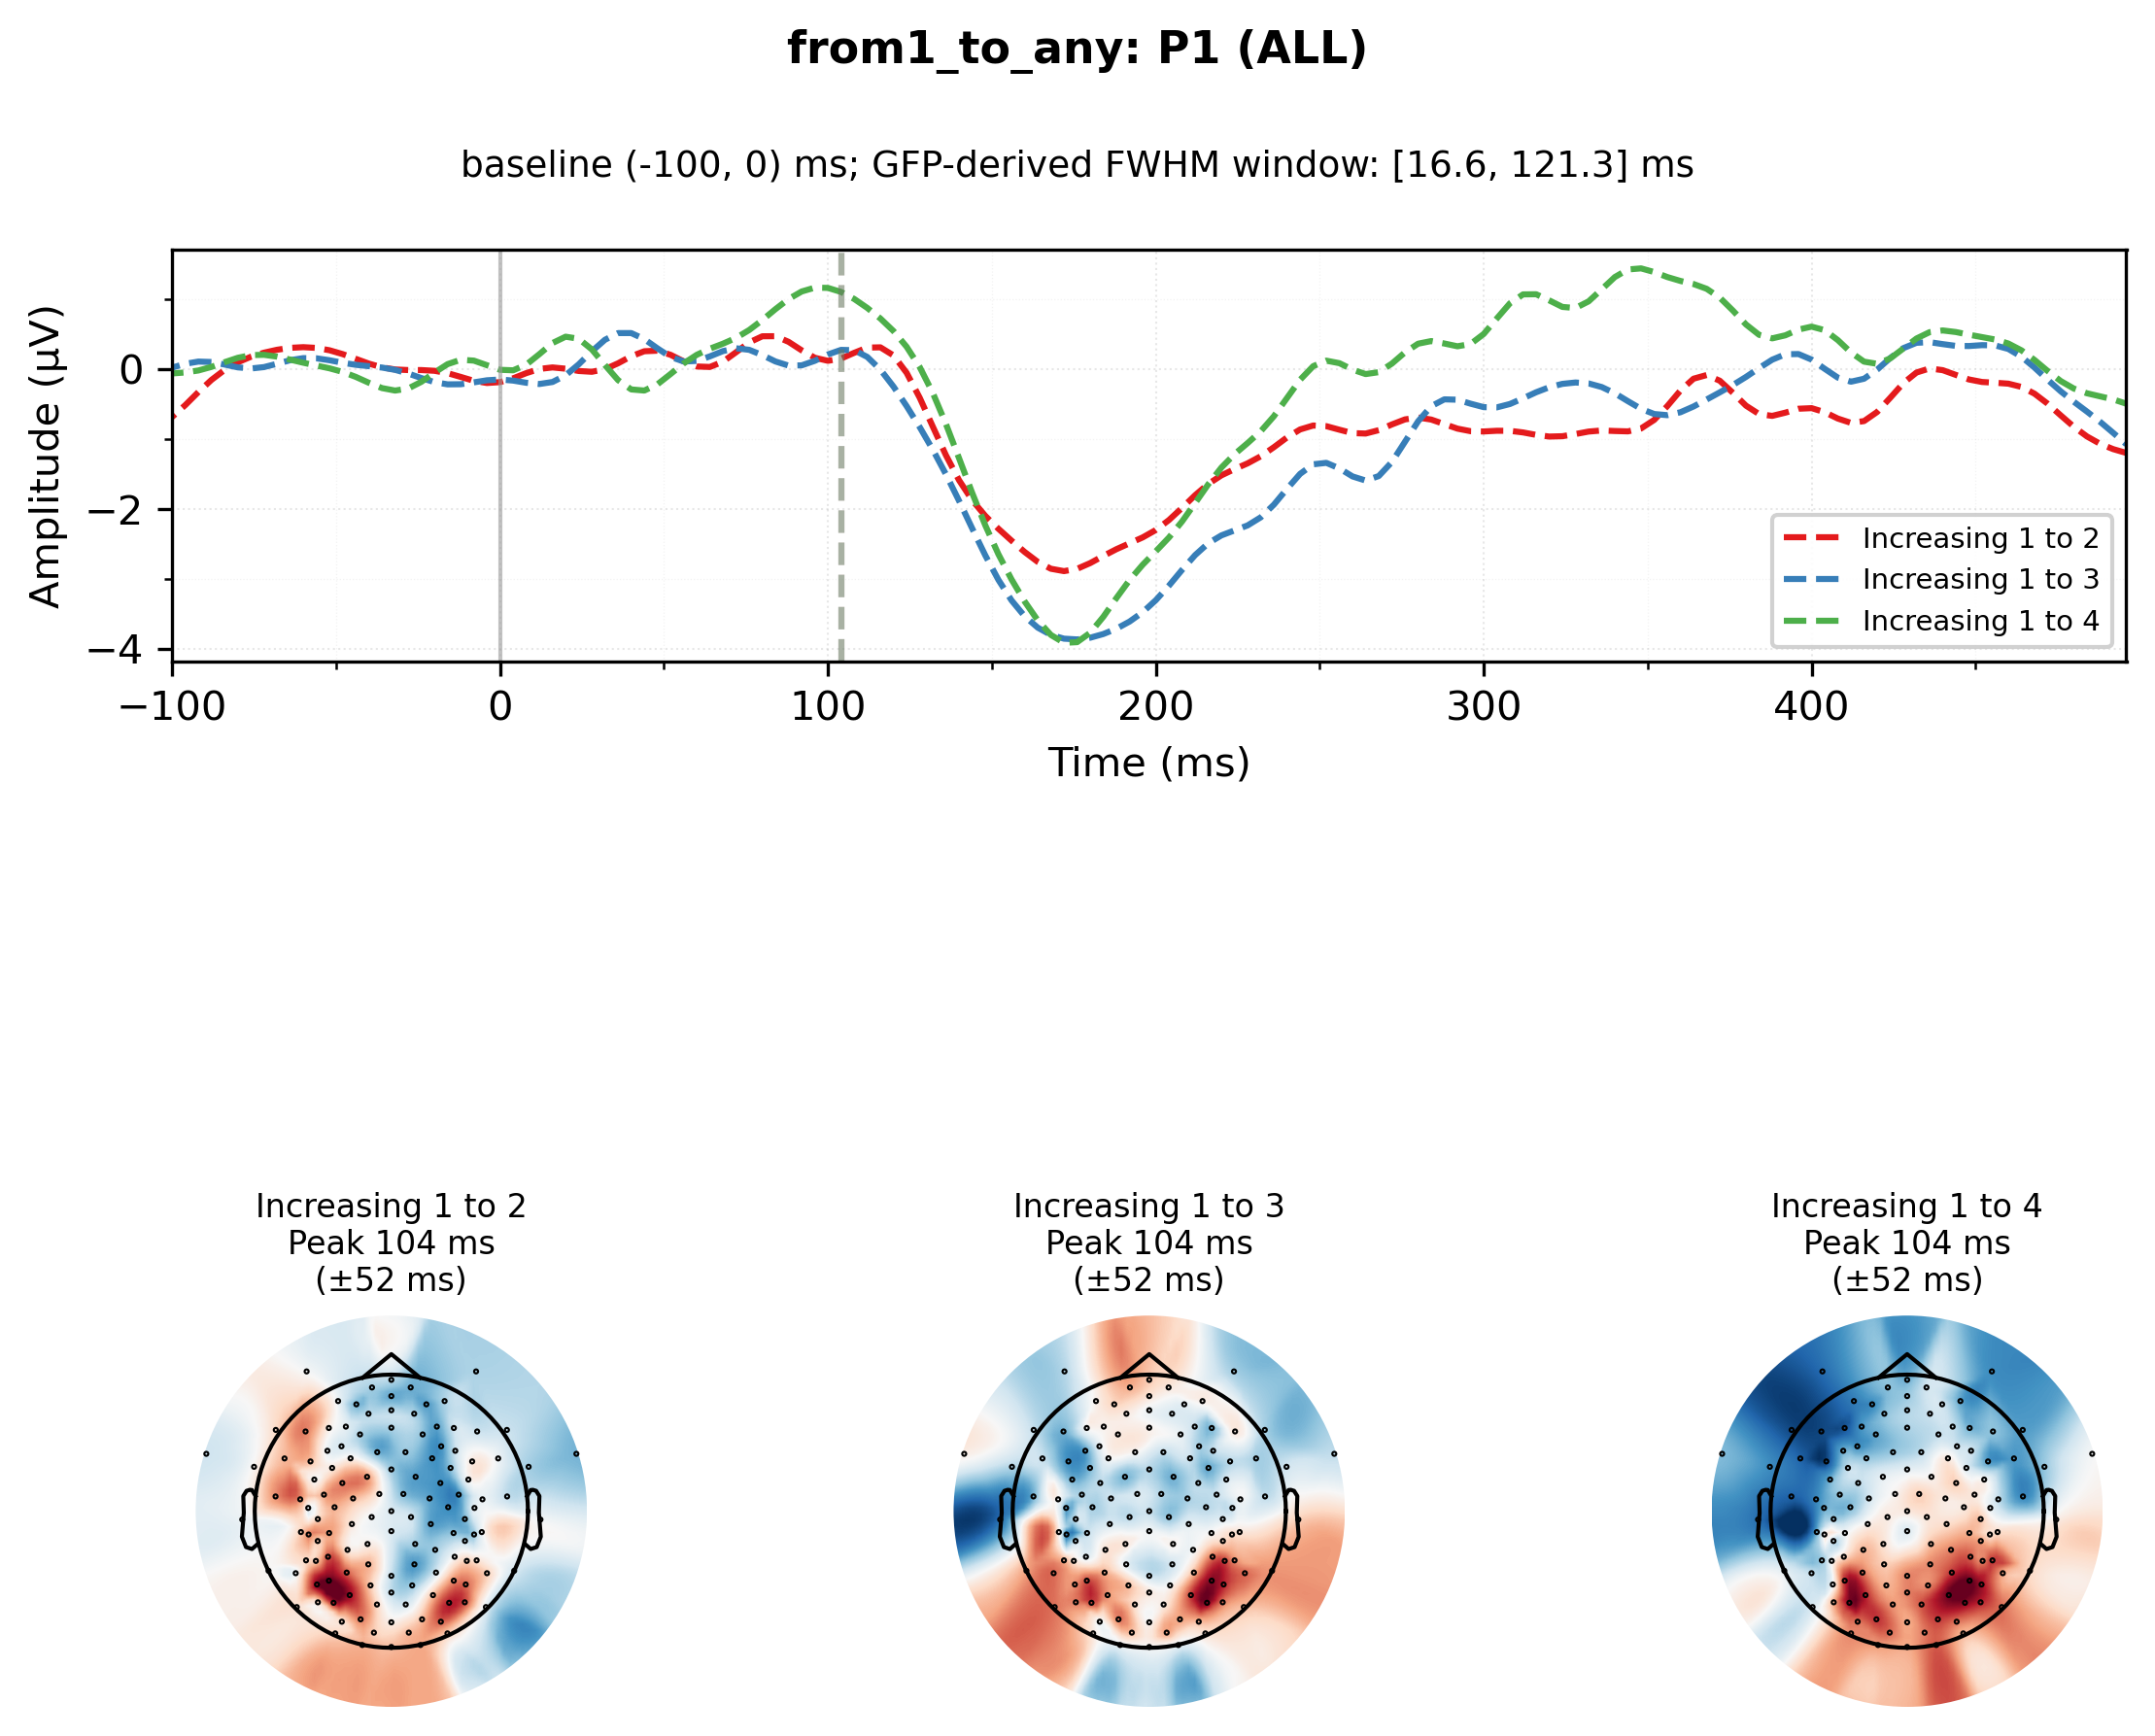 from1_to_any: P1 (ALL)
baseline (-100, 0) ms; GFP-derived FWHM window: [16.6, 121.3] ms
Amplitude (µV)
0
−2
−4
−100
0
100
200
300
400
Time (ms)
Increasing 1 to 2
Increasing 1 to 3
Increasing 1 to 4
Increasing 1 to 2
Peak 104 ms
(±52 ms)
Increasing 1 to 3
Peak 104 ms
(±52 ms)
Increasing 1 to 4
Peak 104 ms
(±52 ms)